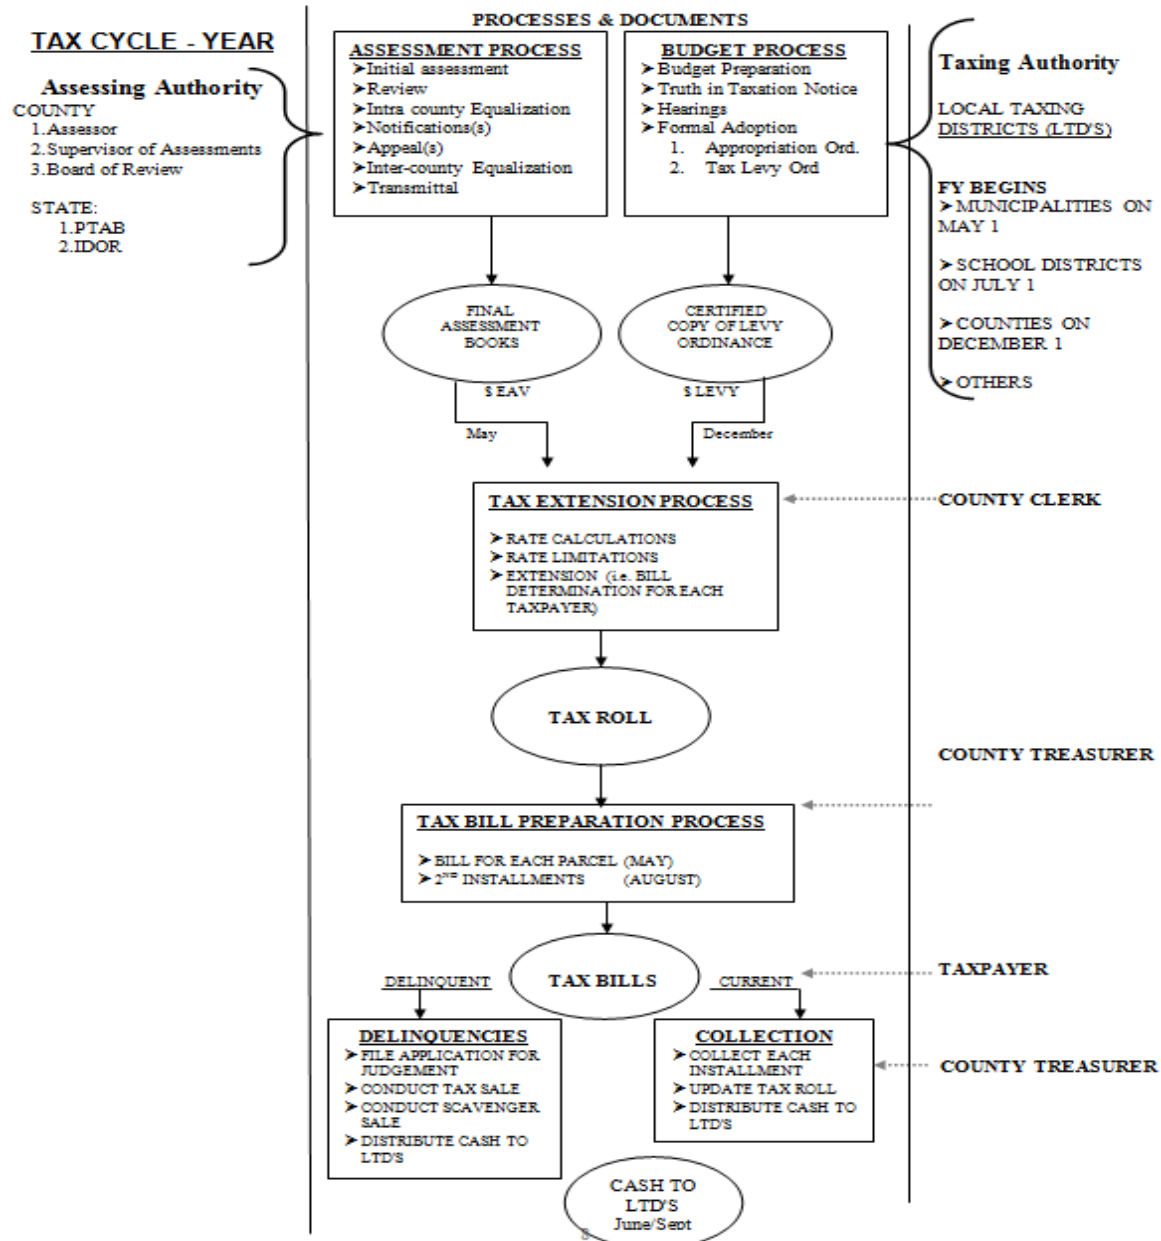 PROCESSES & DOCUMENTS
TAX CYCLE - YEAR
Assessing Authority
COUNTY
1.Assessor
2.Supervisor of Assessments
3.Board of Review
STATE:
1.PTAB
2.IDOR
ASSESSMENT PROCESS
➤Initial assessment
➤Review
➤Intra county Equalization
➤Notifications(s)
➤Appeal(s)
➤Inter-county Equalization
➤Transmittal
BUDGET PROCESS
➤Budget Preparation
➤Truth in Taxation Notice
➤Hearings
➤Formal Adoption
1. Appropriation Ord.
2. Tax Levy Ord
Taxing Authority
LOCAL TAXING
DISTRICTS (LTD'S)
FY BEGINS
➤MUNICIPALITIES ON
MAY 1
➤SCHOOL DISTRICTS
ON JULY 1
➤COUNTIES ON
DECEMBER 1
➤OTHERS
FINAL
ASSESSMENT
BOOKS
CERTIFIED
COPY OF LEVY
ORDINANCE
$ EAV
$ LEVY
May
December
TAX EXTENSION PROCESS
➤RATE CALCULATIONS
➤RATE LIMITATIONS
➤EXTENSION (i.e. BILL
DETERMINATION FOR EACH
TAXPAYER)
COUNTY CLERK
TAX ROLL
COUNTY TREASURER
TAX BILL PREPARATION PROCESS
➤BILL FOR EACH PARCEL (MAY)
➤2ND INSTALLMENTS (AUGUST)
TAX BILLS
TAXPAYER
DELINQUENT
CURRENT
DELINQUENCIES
➤FILE APPLICATION FOR
JUDGEMENT
➤CONDUCT TAX SALE
➤CONDUCT SCAVENGER
SALE
➤DISTRIBUTE CASH TO
LTD'S
COLLECTION
➤COLLECT EACH
INSTALLMENT
➤UPDATE TAX ROLL
➤DISTRIBUTE CASH TO
LTD'S
COUNTY TREASURER
CASH TO
LTD'S
June/Sept
8